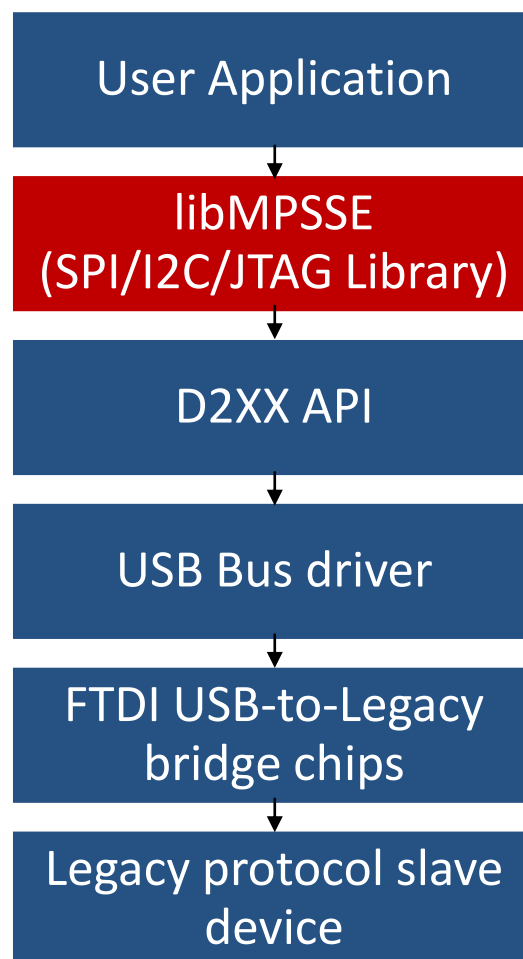 User Application
libMPSSE
(SPI/I2C/JTAG Library)
D2XX API
USB Bus driver
FTDI USB-to-Legacy
bridge chips
Legacy protocol slave
device